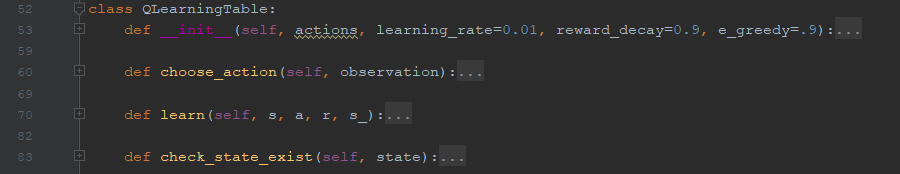 52 class QLearningTable:
53 def __init__(self, actions, learning_rate=0.01, reward_decay=0.9, e_greedy=.9):...
59
60 def choose_action(self, observation):...
69
70 def learn(self, s, a, r, s_):...
82
83 def check_state_exist(self, state):...